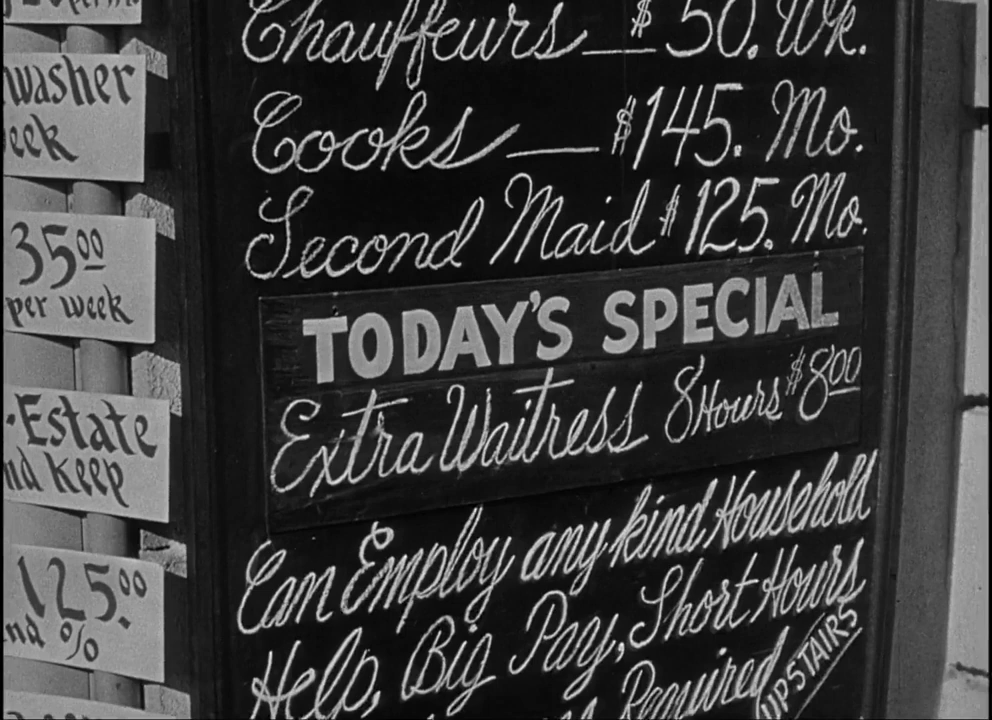 Chauffeurs — $50. Wk.
Cooks — $145. Mo.
Second Maid $125. Mo.
TODAY'S SPECIAL
Extra Waitress 8 Hours $8.00
Can Employ any kind Household
Help, Big Pay, Short Hours
Required
UPSTAIRS
washer
eek
35.00
per week
-Estate
nd Keep
125.00
nd %